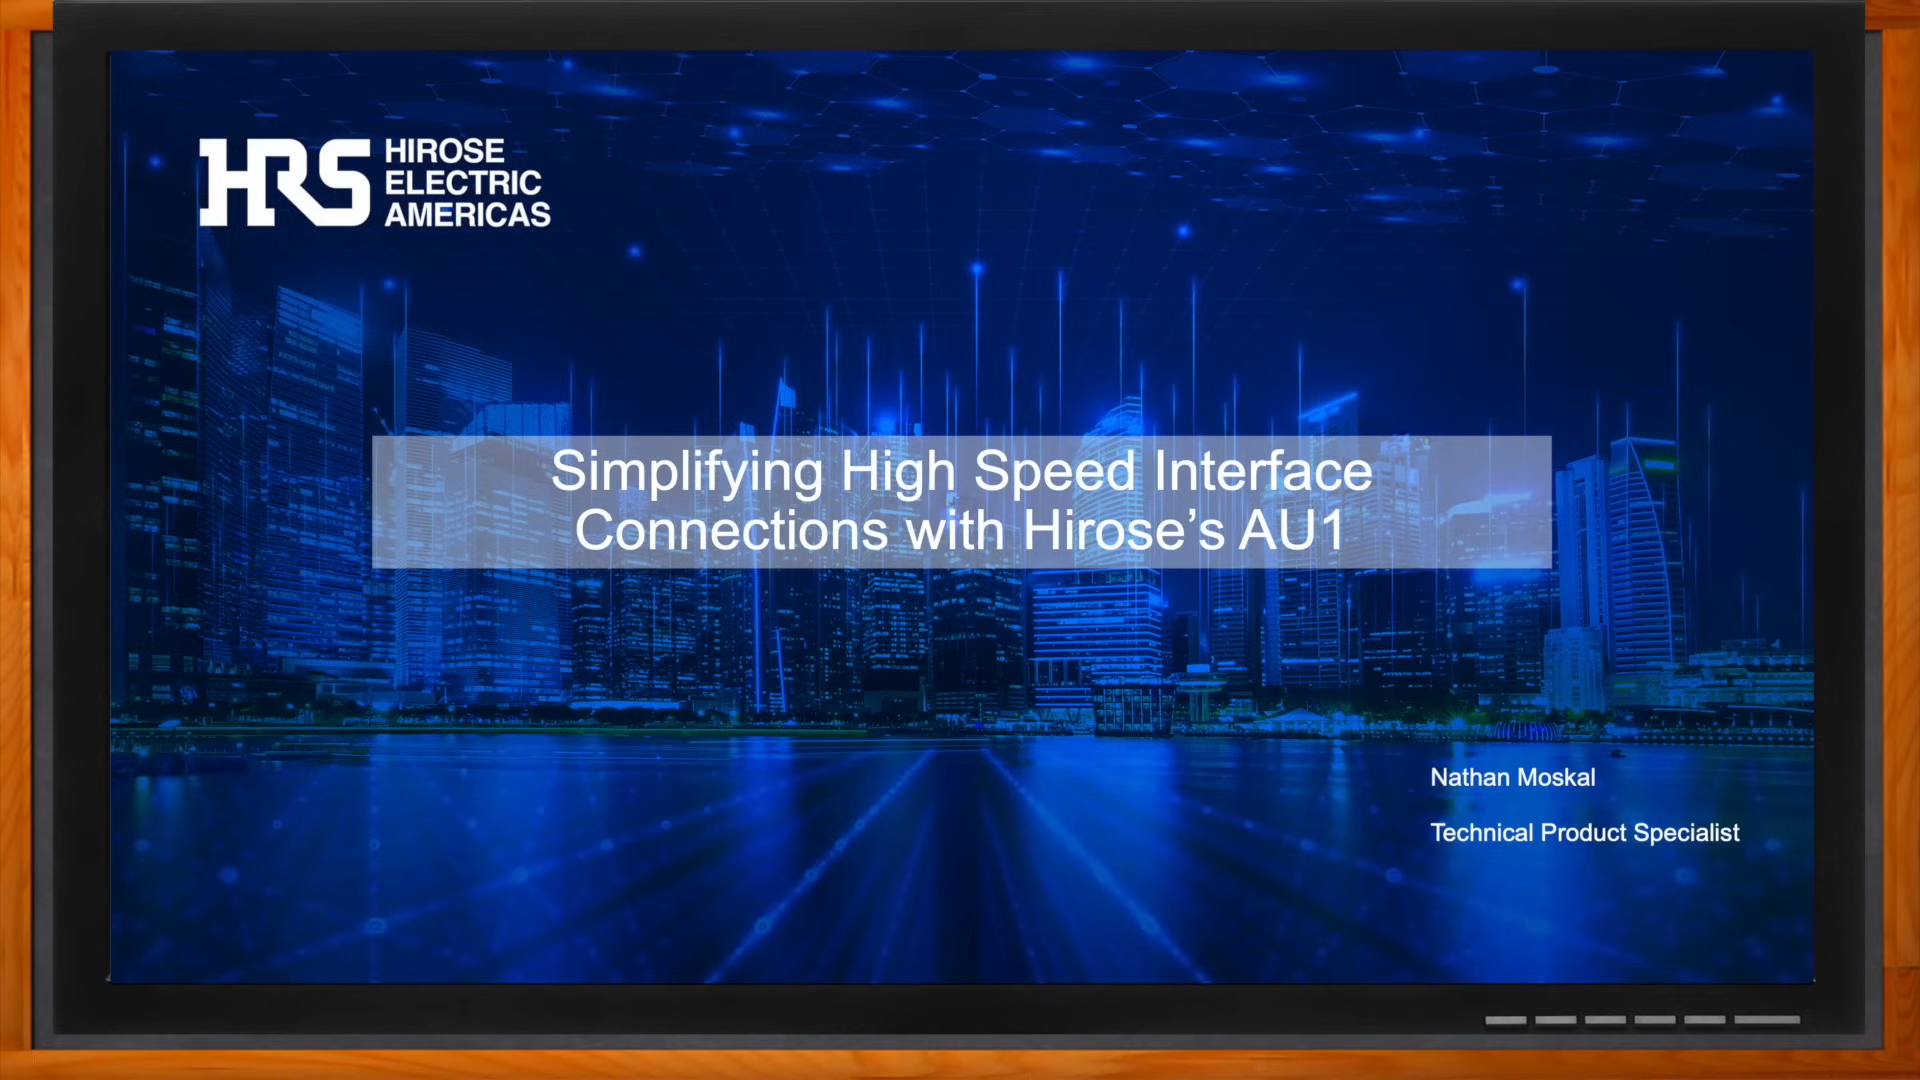 HRS
HIROSE
ELECTRIC
AMERICAS
Simplifying High Speed Interface
Connections with Hirose’s AU1
Nathan Moskal
Technical Product Specialist